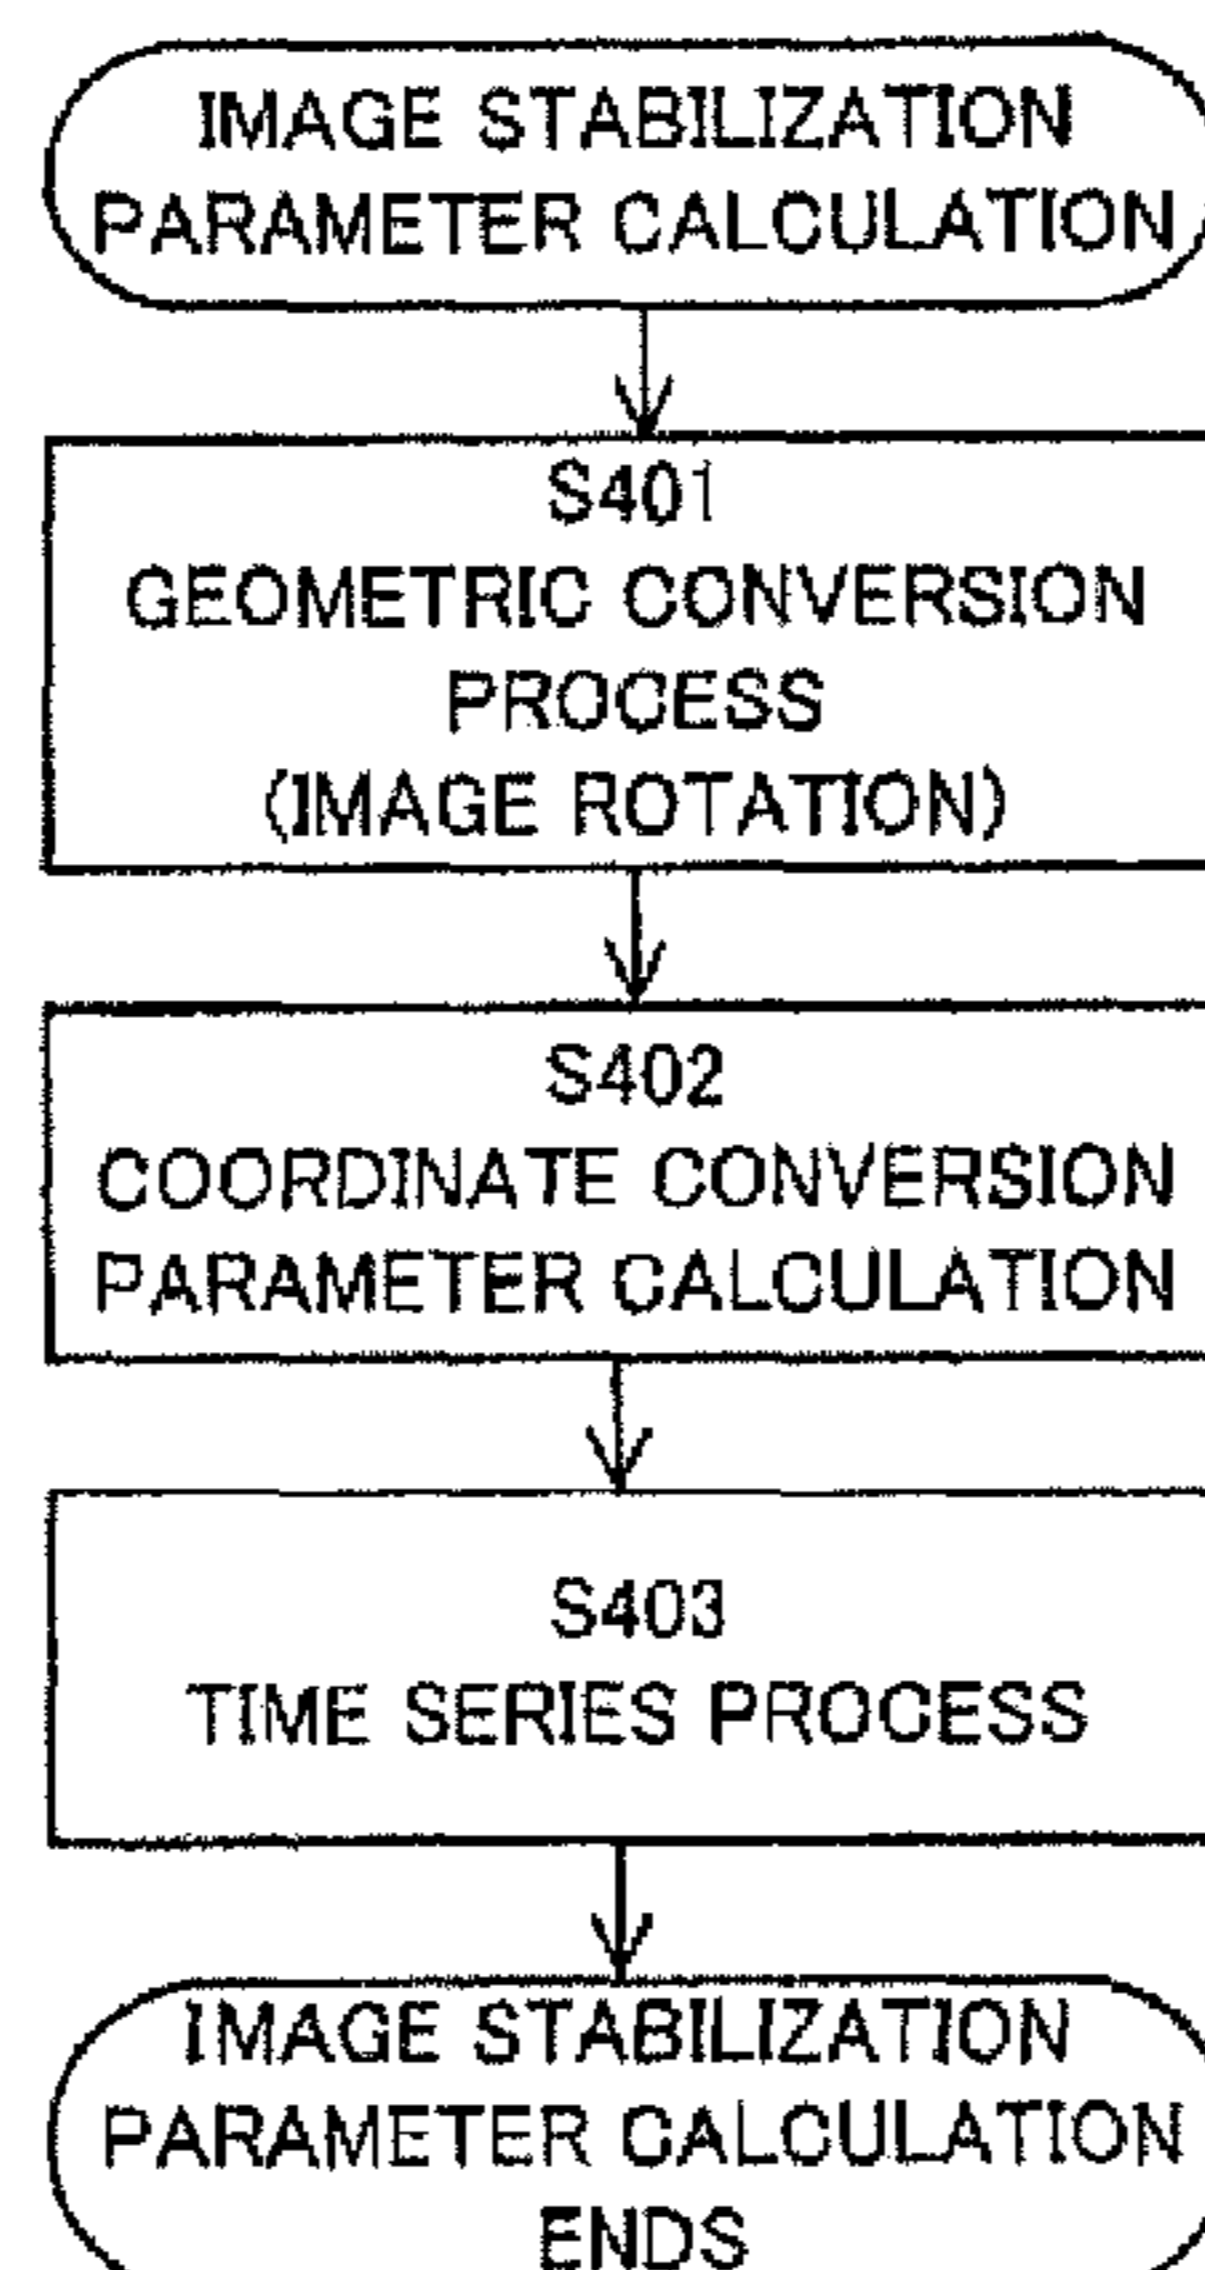 IMAGE STABILIZATION
PARAMETER CALCULATION
S401
GEOMETRIC CONVERSION
PROCESS
(IMAGE ROTATION)
S402
COORDINATE CONVERSION
PARAMETER CALCULATION
S403
TIME SERIES PROCESS
IMAGE STABILIZATION
PARAMETER CALCULATION
ENDS